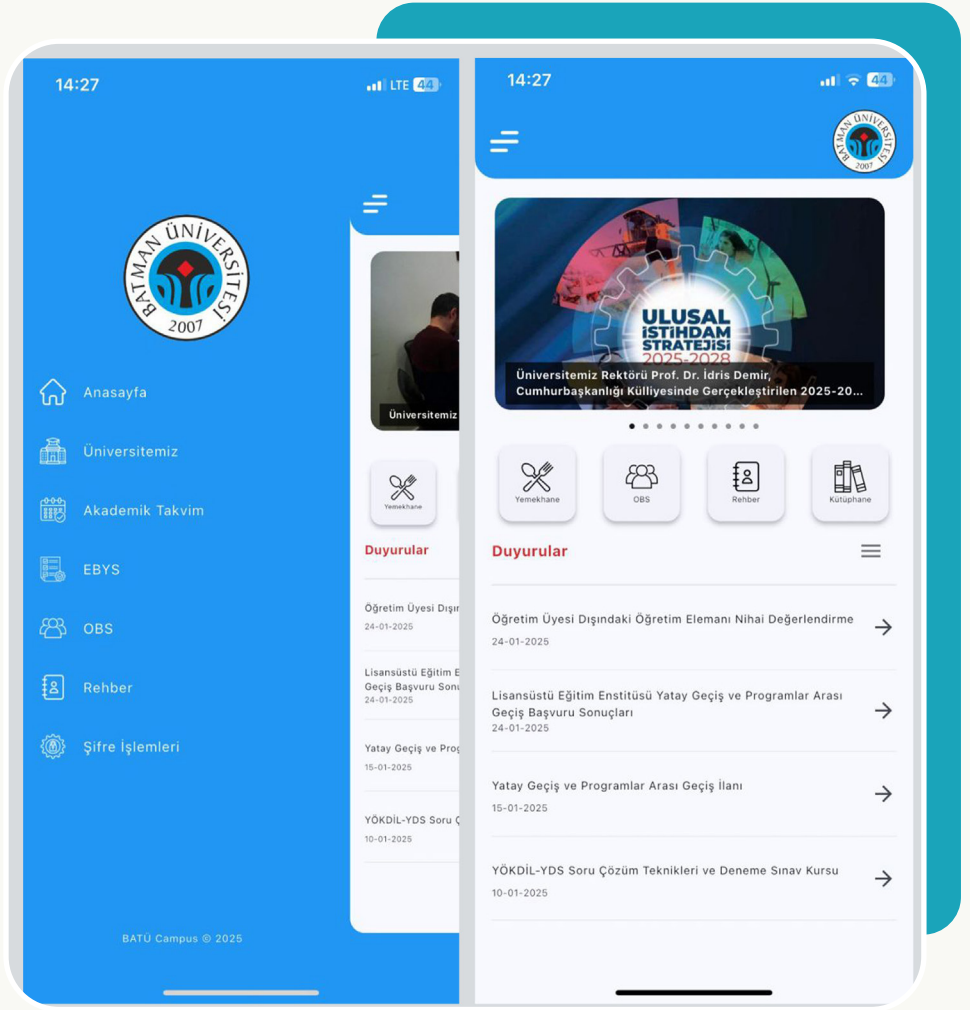 14:27
LTE 44
BATMAN ÜNİVERSİTESİ
2007
Anasayfa
Üniversitemiz
Akademik Takvim
EBYS
OBS
Rehber
Şifre İşlemleri
BATÜ Campus © 2025
Üniversitemiz
Yemekhane
Duyurular
Öğretim Üyesi Dışın
24-01-2025
Lisansüstü Eğitim E
Geçiş Başvuru Sonu
24-01-2025
Yatay Geçiş ve Prog
15-01-2025
YÖKDİL-YDS Soru Ç
10-01-2025
14:27
44
BATMAN ÜNİVERSİTESİ
2007
ULUSAL
İSTİHDAM
STRATEJİSİ
2025-2028
Üniversitemiz Rektörü Prof. Dr. İdris Demir,
Cumhurbaşkanlığı Külliyesinde Gerçekleştirilen 2025-20...
Yemekhane
OBS
Rehber
Kütüphane
Duyurular
Öğretim Üyesi Dışındaki Öğretim Elemanı Nihai Değerlendirme
24-01-2025
Lisansüstü Eğitim Enstitüsü Yatay Geçiş ve Programlar Arası
Geçiş Başvuru Sonuçları
24-01-2025
Yatay Geçiş ve Programlar Arası Geçiş İlanı
15-01-2025
YÖKDİL-YDS Soru Çözüm Teknikleri ve Deneme Sınav Kursu
10-01-2025